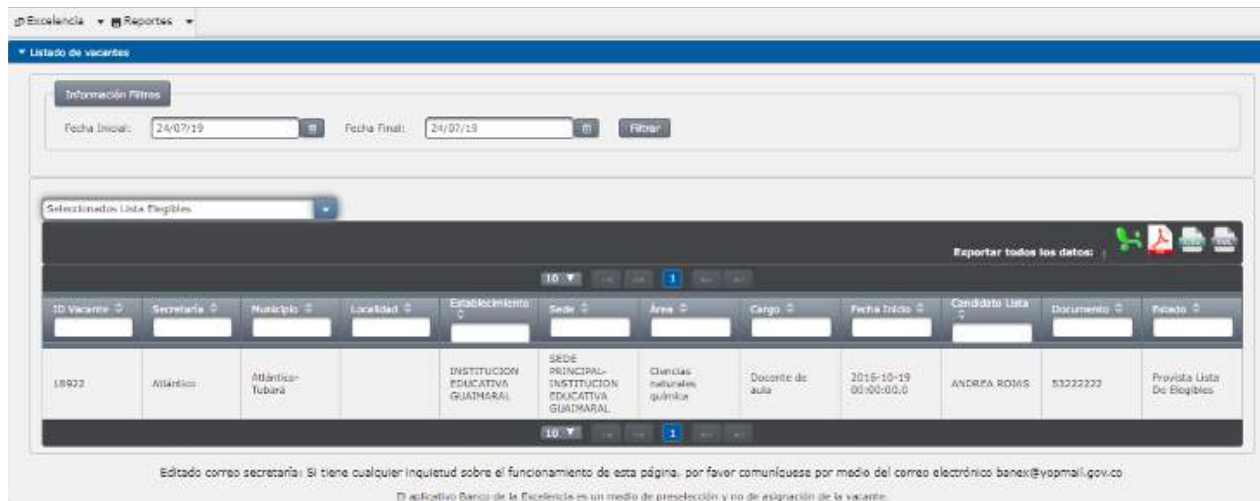 Excelencia Reportes
Listado de vacantes
Información Filtros
Fecha Inicial: 24/07/19 Fecha Final: 24/07/19 Filtrar
Seleccionados Lista Elegibles
Exportar todos los datos:
10 1
ID Vacante Secretaría Municipio Localidad Establecimiento Sede Área Cargo Fecha Inicio Candidato Lista Documento Estado
18922 Atlántico Atlántico-Tubará INSTITUCION EDUCATIVA GUAIMARAL SEDE PRINCIPAL-INSTITUCION EDUCATIVA GUAIMARAL Ciencias naturales química Docente de aula 2016-10-19 00:00:00.0 ANDREA ROJAS 53222222 Provista Lista De Elegibles
10 1
Editado correo secretaría: Si tiene cualquier inquietud sobre el funcionamiento de esta página, por favor comuníquese por medio del correo electrónico banex@yopmail.gov.co
El aplicativo Banco de la Excelencia es un medio de preselección y no de asignación de la vacante.